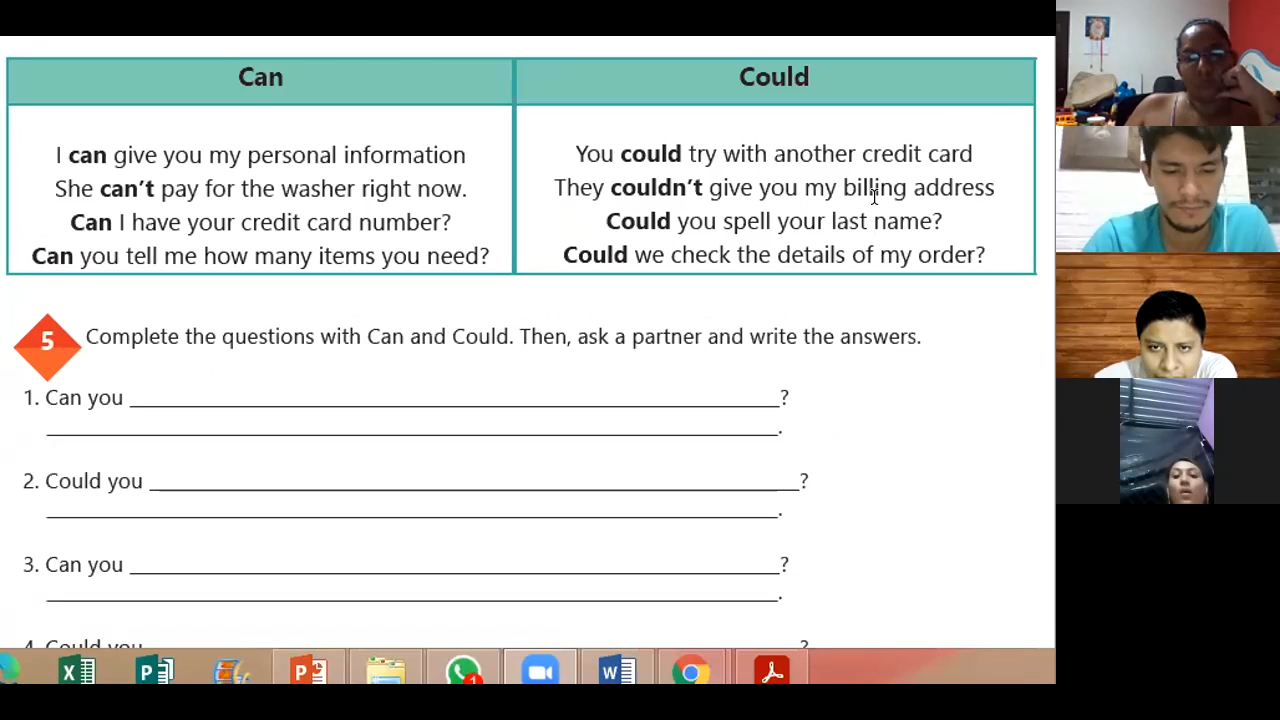 Can
Could
I can give you my personal information
She can't pay for the washer right now.
Can I have your credit card number?
Can you tell me how many items you need?
You could try with another credit card
They couldn't give you my billing address
Could you spell your last name?
Could we check the details of my order?
5
Complete the questions with Can and Could. Then, ask a partner and write the answers.
1. Can you ?
.
2. Could you ?
.
3. Can you ?
.
4. Could you ?